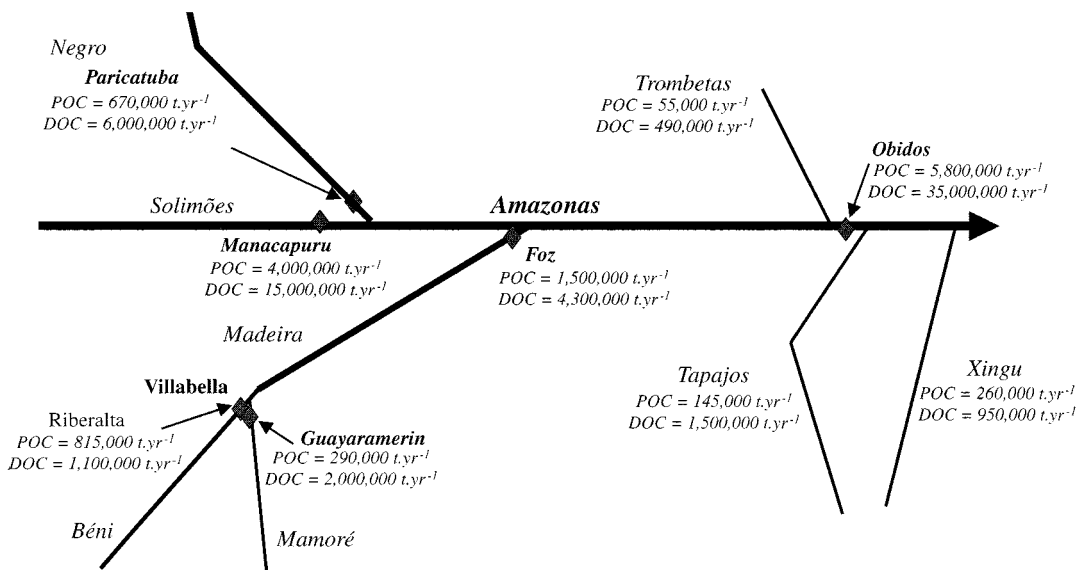 Negro
Paricatuba
POC = 670,000 t.yr⁻¹
DOC = 6,000,000 t.yr⁻¹
Trombetas
POC = 55,000 t.yr⁻¹
DOC = 490,000 t.yr⁻¹
Obidos
POC = 5,800,000 t.yr⁻¹
DOC = 35,000,000 t.yr⁻¹
Solimões
Amazonas
Manacapuru
POC = 4,000,000 t.yr⁻¹
DOC = 15,000,000 t.yr⁻¹
Foz
POC = 1,500,000 t.yr⁻¹
DOC = 4,300,000 t.yr⁻¹
Madeira
Tapajos
POC = 145,000 t.yr⁻¹
DOC = 1,500,000 t.yr⁻¹
Xingu
POC = 260,000 t.yr⁻¹
DOC = 950,000 t.yr⁻¹
Villabella
Riberalta
POC = 815,000 t.yr⁻¹
DOC = 1,100,000 t.yr⁻¹
Guayaramerin
POC = 290,000 t.yr⁻¹
DOC = 2,000,000 t.yr⁻¹
Béni
Mamoré